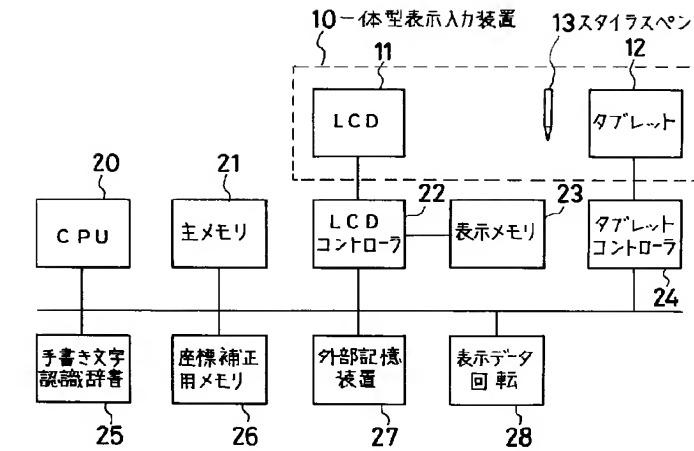 10一体型表示入力装置
13スタイラスペン
11
12
LCD
タブレット
20
21
22
23
CPU
主メモリ
LCD
コントローラ
表示メモリ
タブレット
コントローラ
24
手書き文字
認識辞書
座標補正
用メモリ
外部記憶
装置
表示データ
回転
25
26
27
28